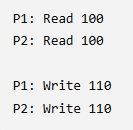 P1: Read 100
P2: Read 100
P1: Write 110
P2: Write 110